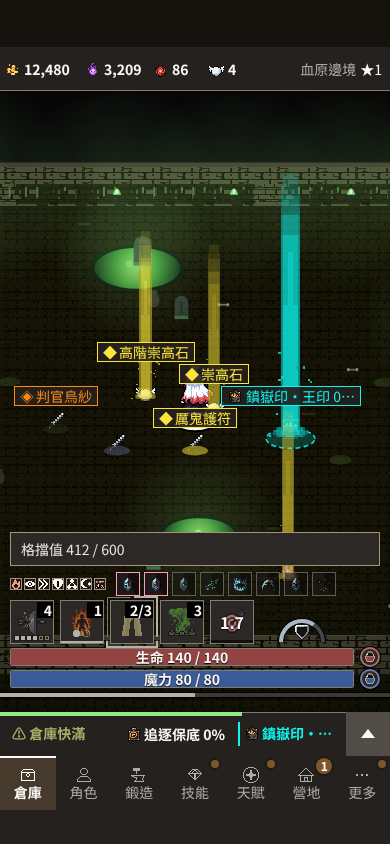 12,480 3,209 86 4 血原邊境 ★1
高階崇高石
崇高石
判官烏紗
鎮嶽印・王印 0…
厲鬼護符
格擋值 412 / 600
4 1 2/3 3 1.7
生命 140 / 140
魔力 80 / 80
倉庫快滿 追逐保底 0% 鎮嶽印・…
倉庫 角色 鍛造 技能 天賦 營地 1 更多